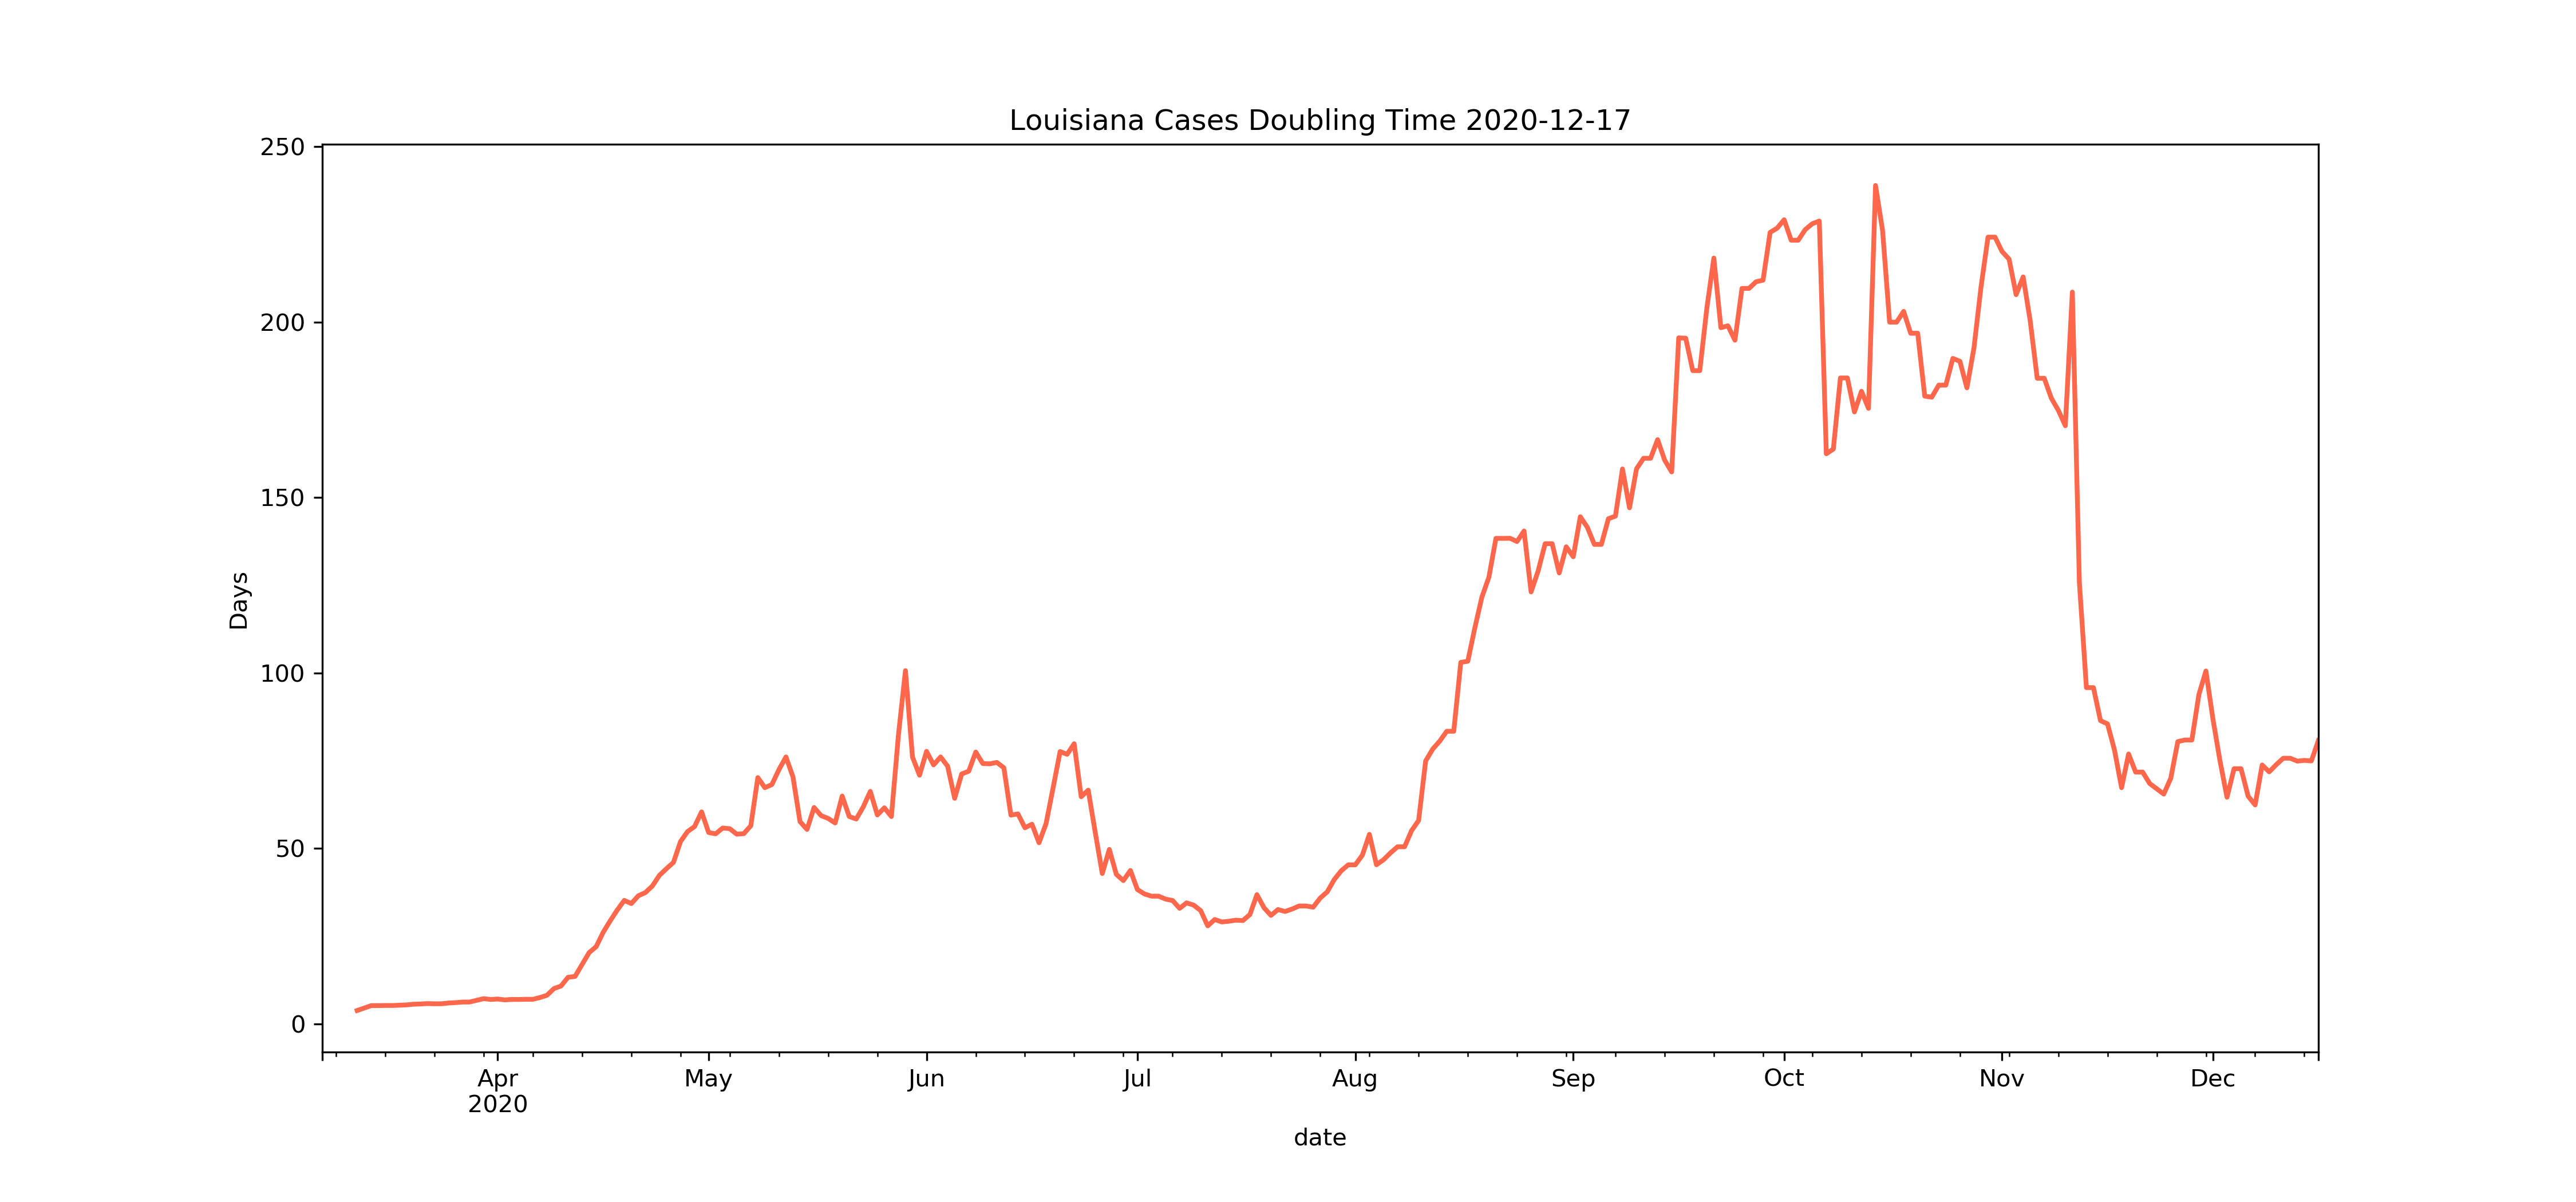 Louisiana Cases Doubling Time 2020-12-17
250
200
150
100
50
0
Days
Apr May Jun Jul Aug Sep Oct Nov Dec
2020
date